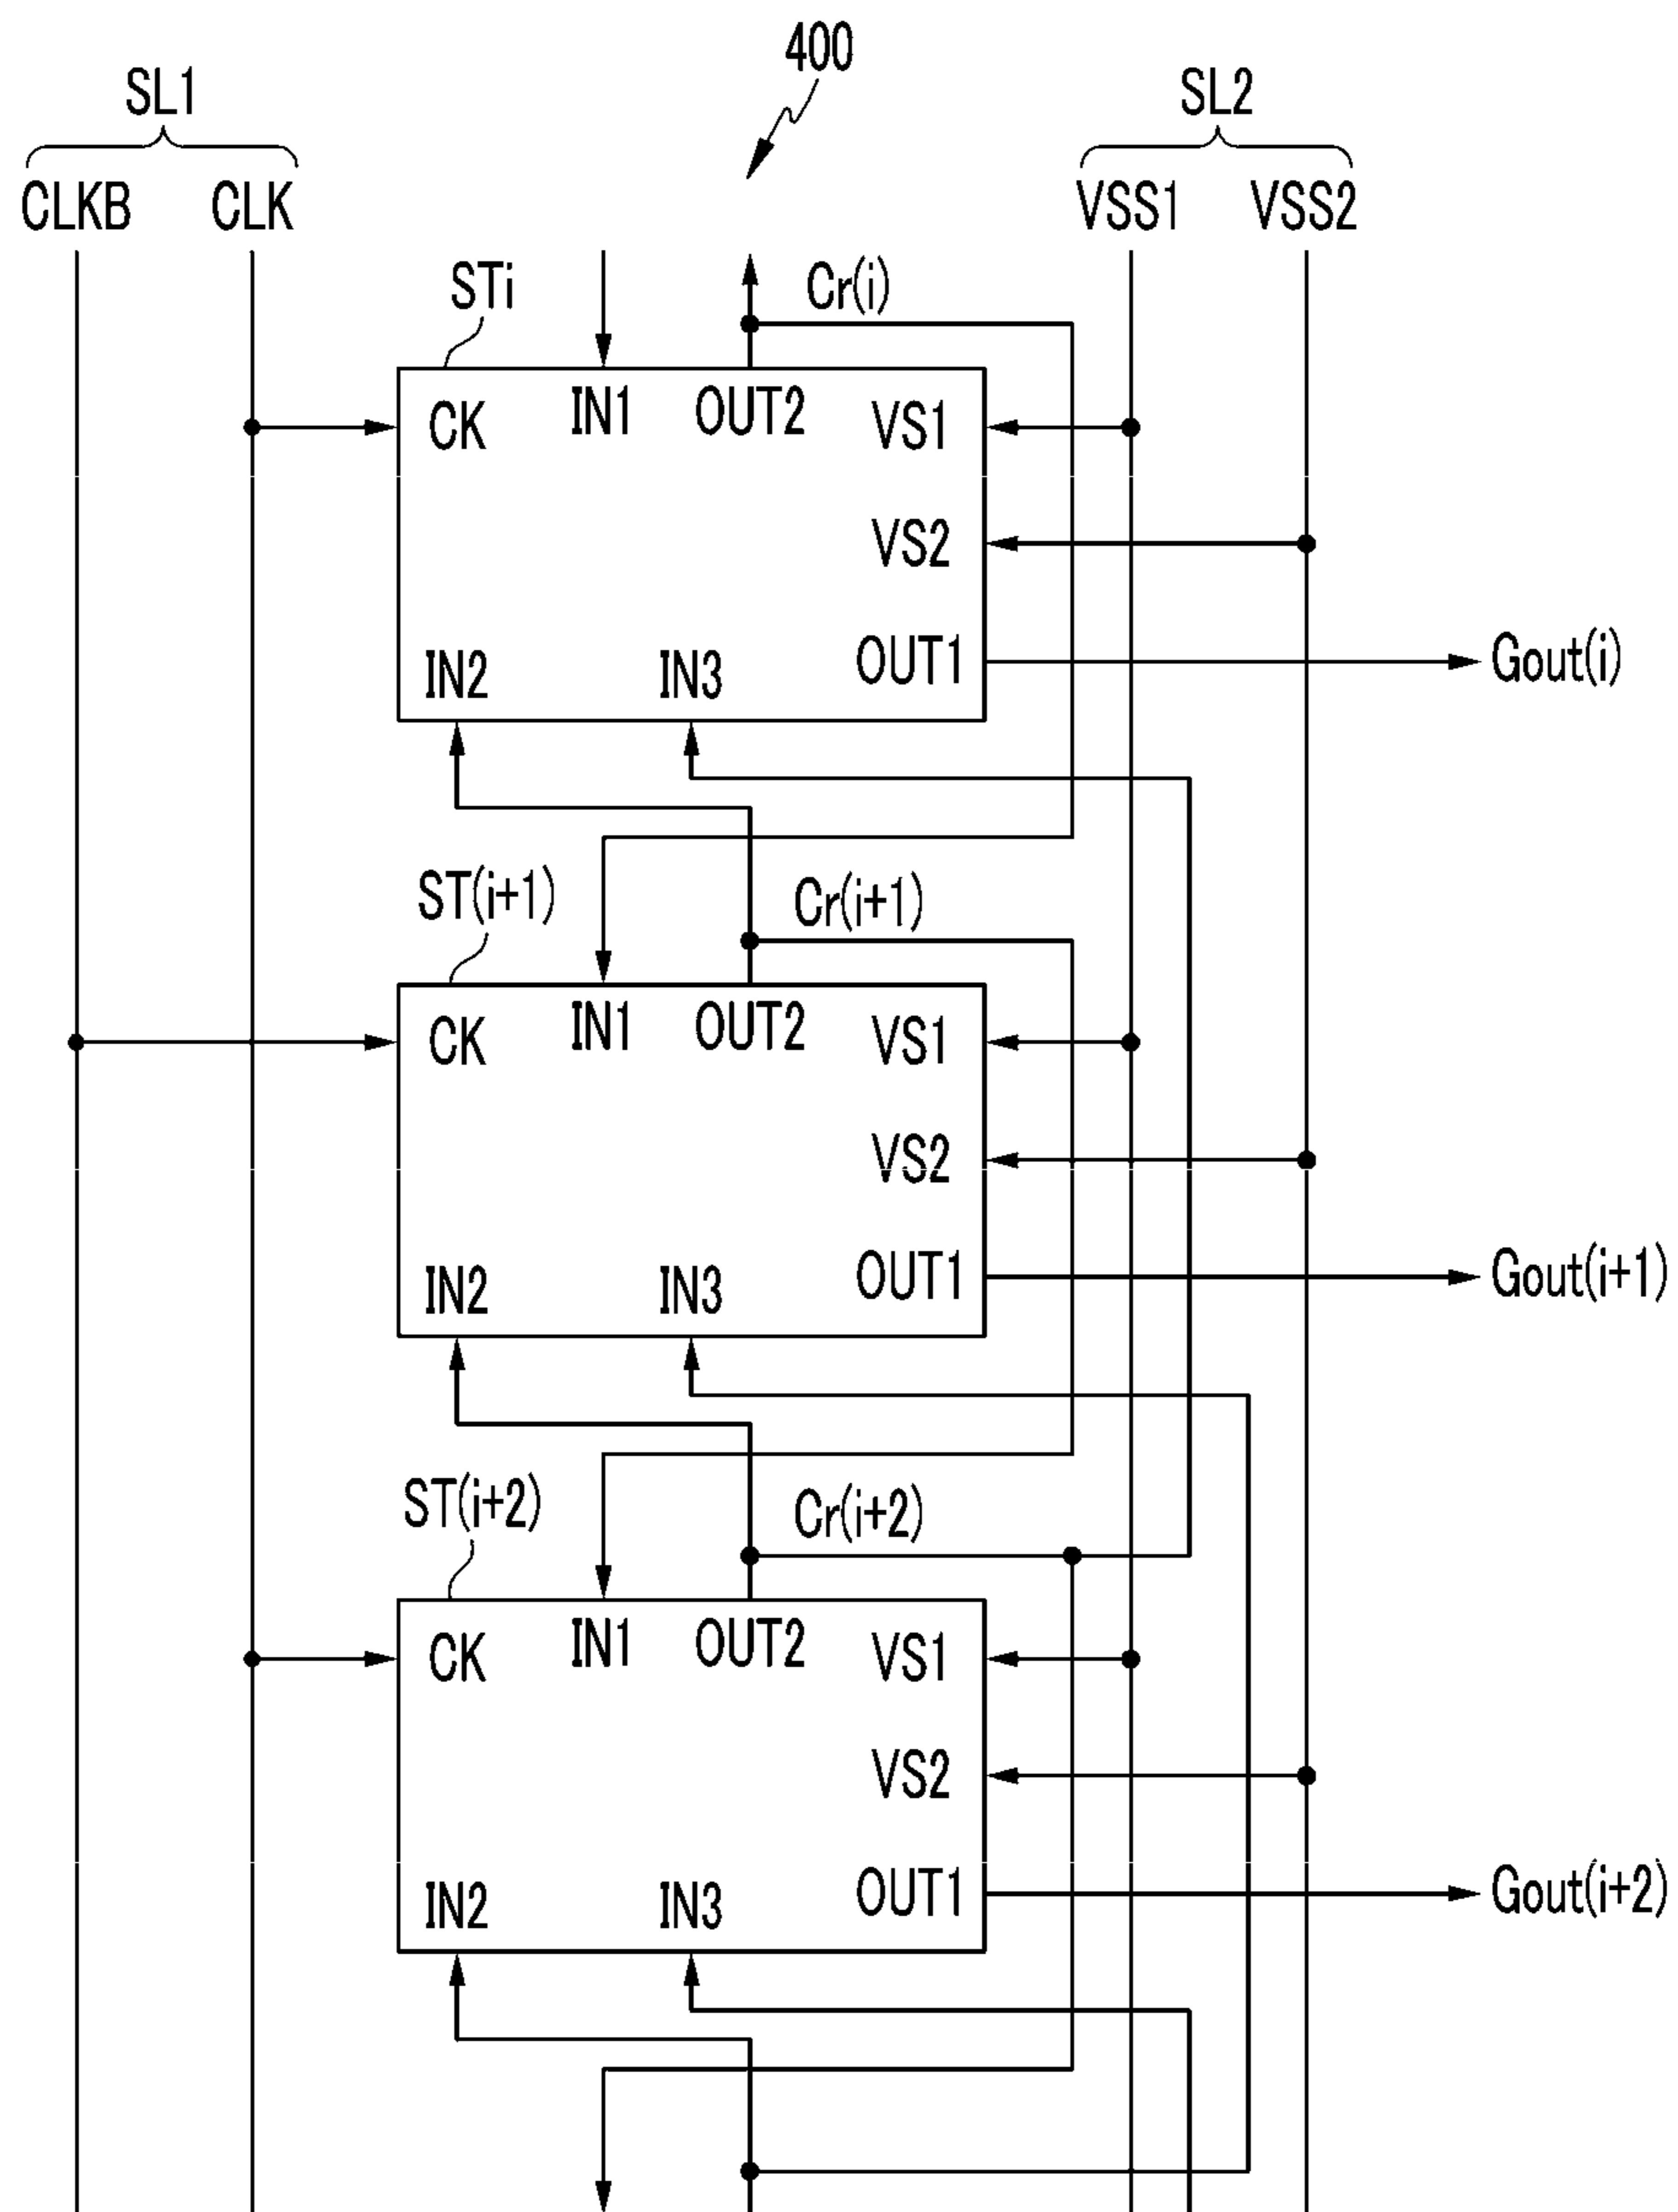 400
SL1
SL2
CLKB CLK
VSS1 VSS2
STi
Cr(i)
CK IN1 OUT2 VS1
VS2
IN2 IN3 OUT1
Gout(i)
ST(i+1)
Cr(i+1)
CK IN1 OUT2 VS1
VS2
IN2 IN3 OUT1
Gout(i+1)
ST(i+2)
Cr(i+2)
CK IN1 OUT2 VS1
VS2
IN2 IN3 OUT1
Gout(i+2)